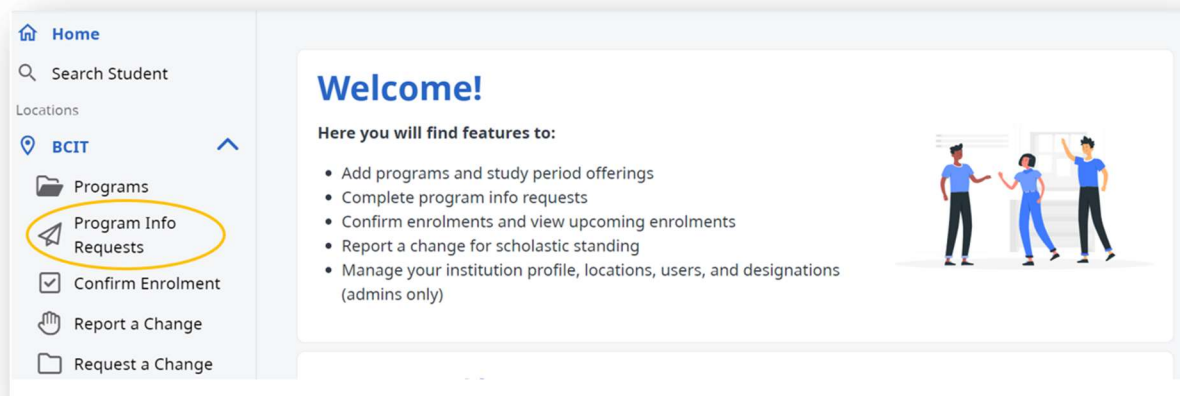 Home
Search Student
Locations
BCIT
Programs
Program Info
Requests
Confirm Enrolment
Report a Change
Request a Change
Welcome!
Here you will find features to:
• Add programs and study period offerings
• Complete program info requests
• Confirm enrolments and view upcoming enrolments
• Report a change for scholastic standing
• Manage your institution profile, locations, users, and designations
(admins only)